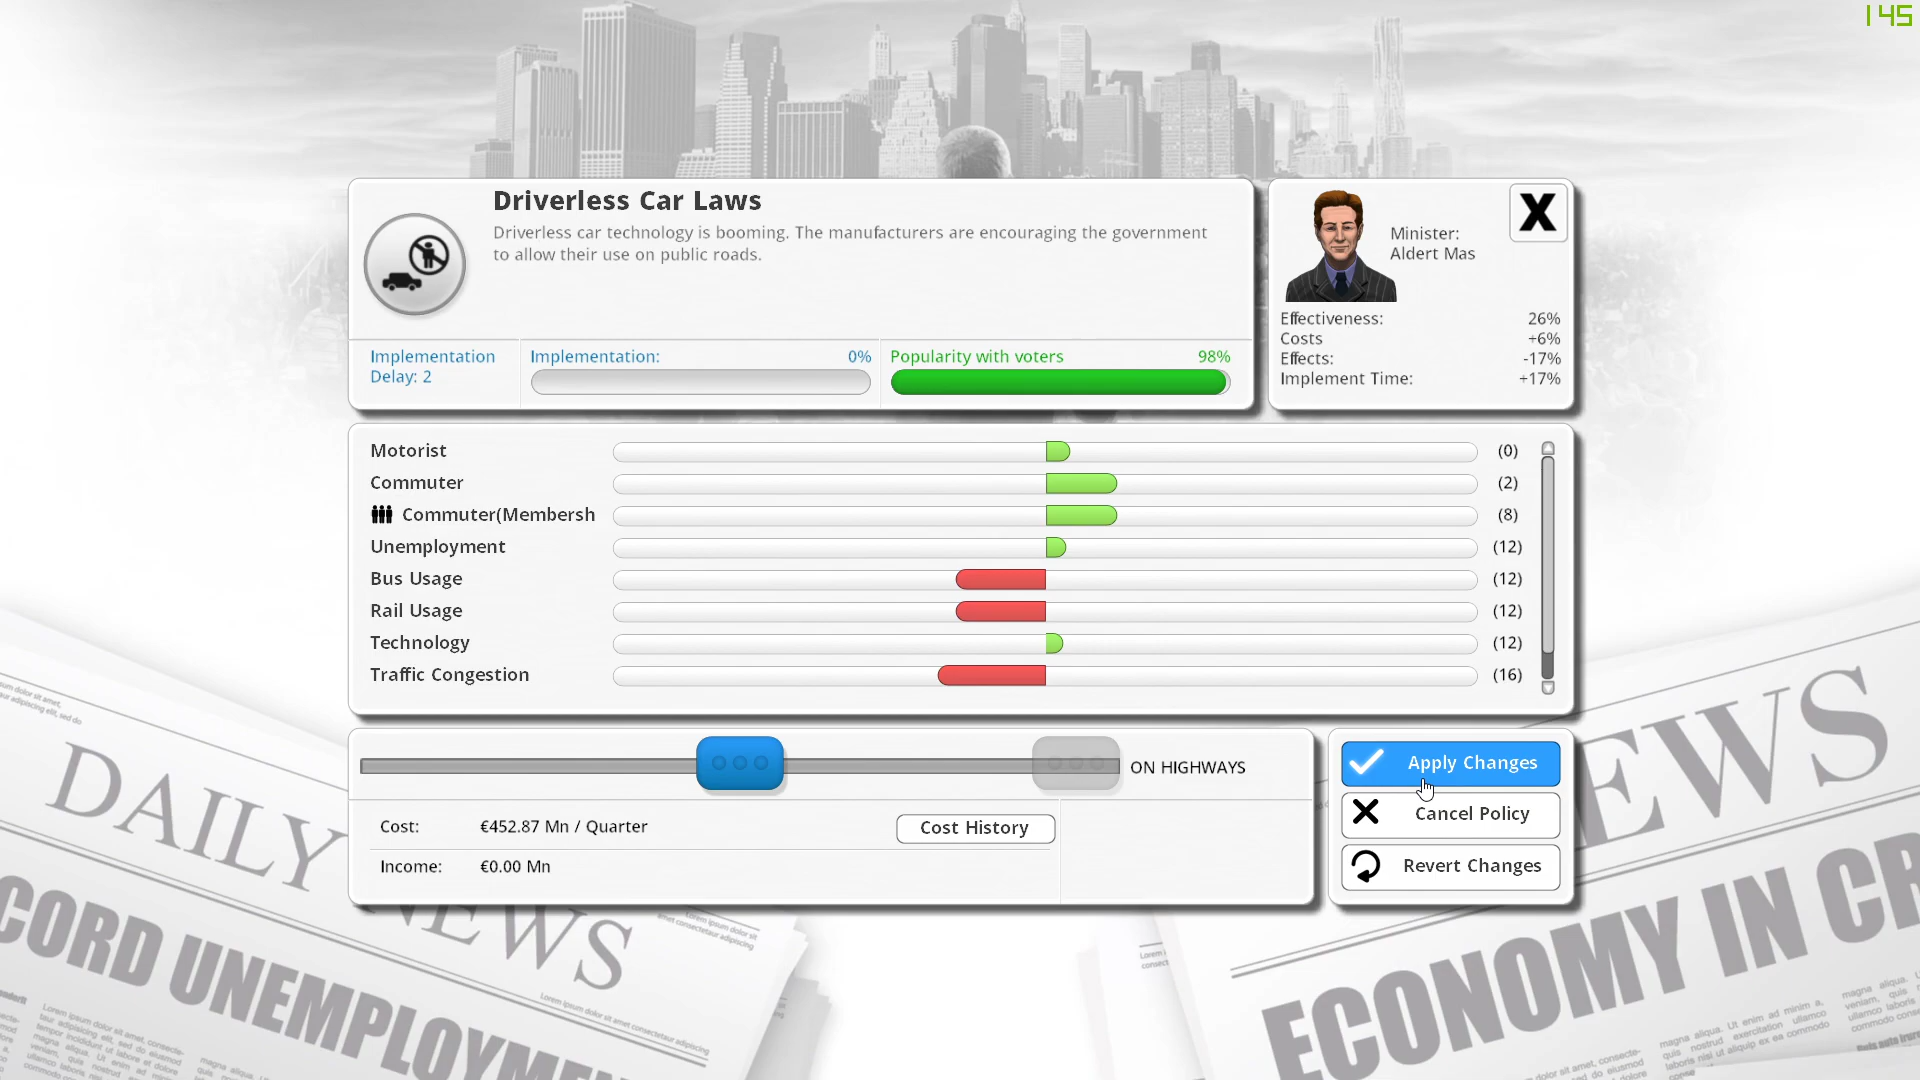 145
Driverless Car Laws
Driverless car technology is booming. The manufacturers are encouraging the government
to allow their use on public roads.
Implementation
Delay: 2
Implementation: 0%
Popularity with voters 98%
X
Minister:
Aldert Mas
Effectiveness: 26%
Costs +6%
Effects: -17%
Implement Time: +17%
Motorist (0)
Commuter (2)
Commuter(Membersh (8)
Unemployment (12)
Bus Usage (12)
Rail Usage (12)
Technology (12)
Traffic Congestion (16)
ON HIGHWAYS
Cost: €452.87 Mn / Quarter
Cost History
Income: €0.00 Mn
Apply Changes
Cancel Policy
Revert Changes
DAILY NEWS
CORD UNEMPLOYME
NEWS
ECONOMY IN CR